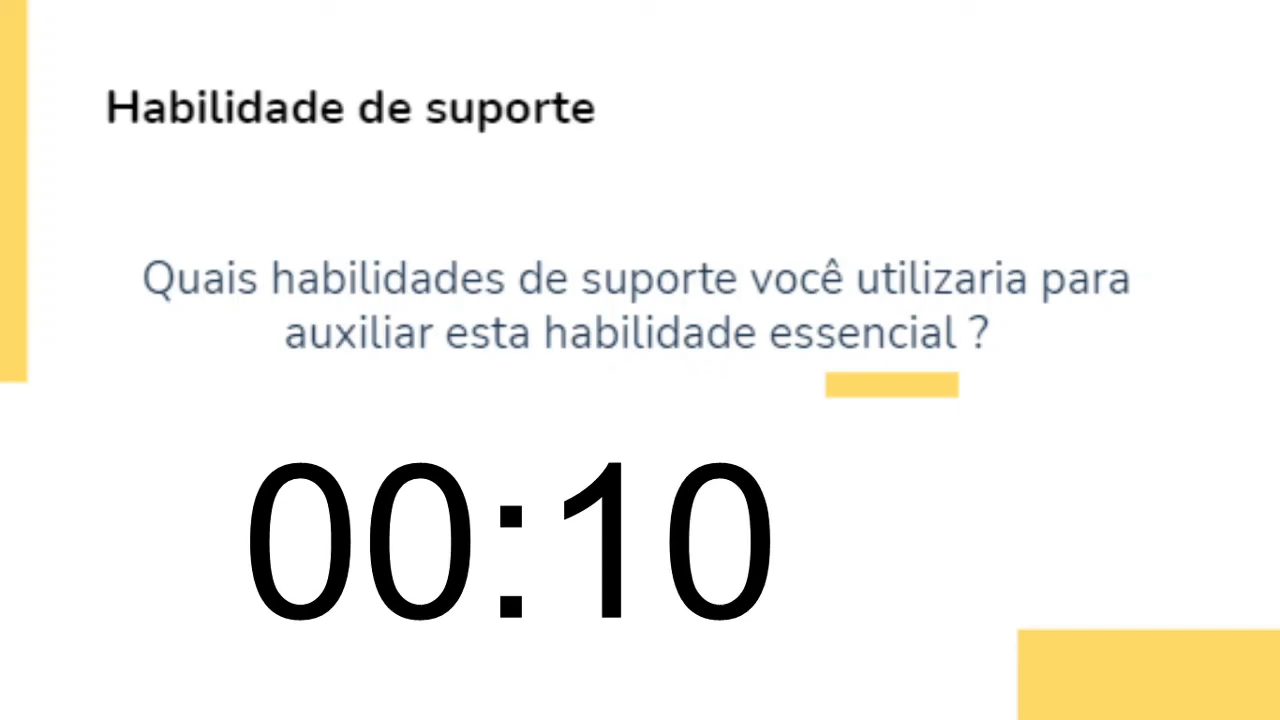 Habilidade de suporte
Quais habilidades de suporte você utilizaria para
auxiliar esta habilidade essencial ?
00:10